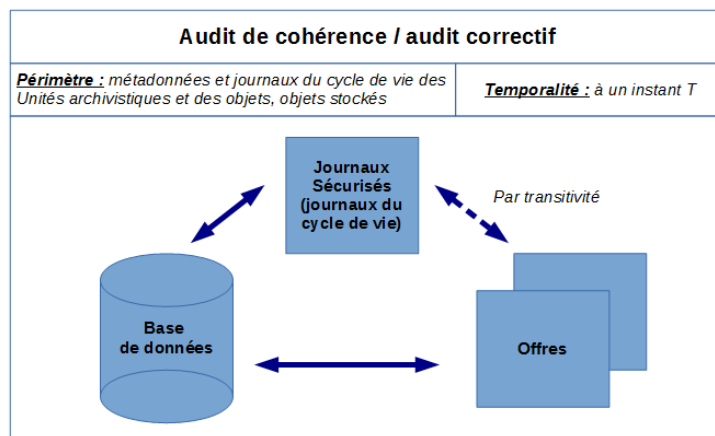 Audit de cohérence / audit correctif
Périmètre : métadonnées et journaux du cycle de vie des
Unités archivistiques et des objets, objets stockés
Temporalité : à un instant T
Journaux
Sécurisés
(journaux du
cycle de vie)
Par transitivité
Base
de données
Offres